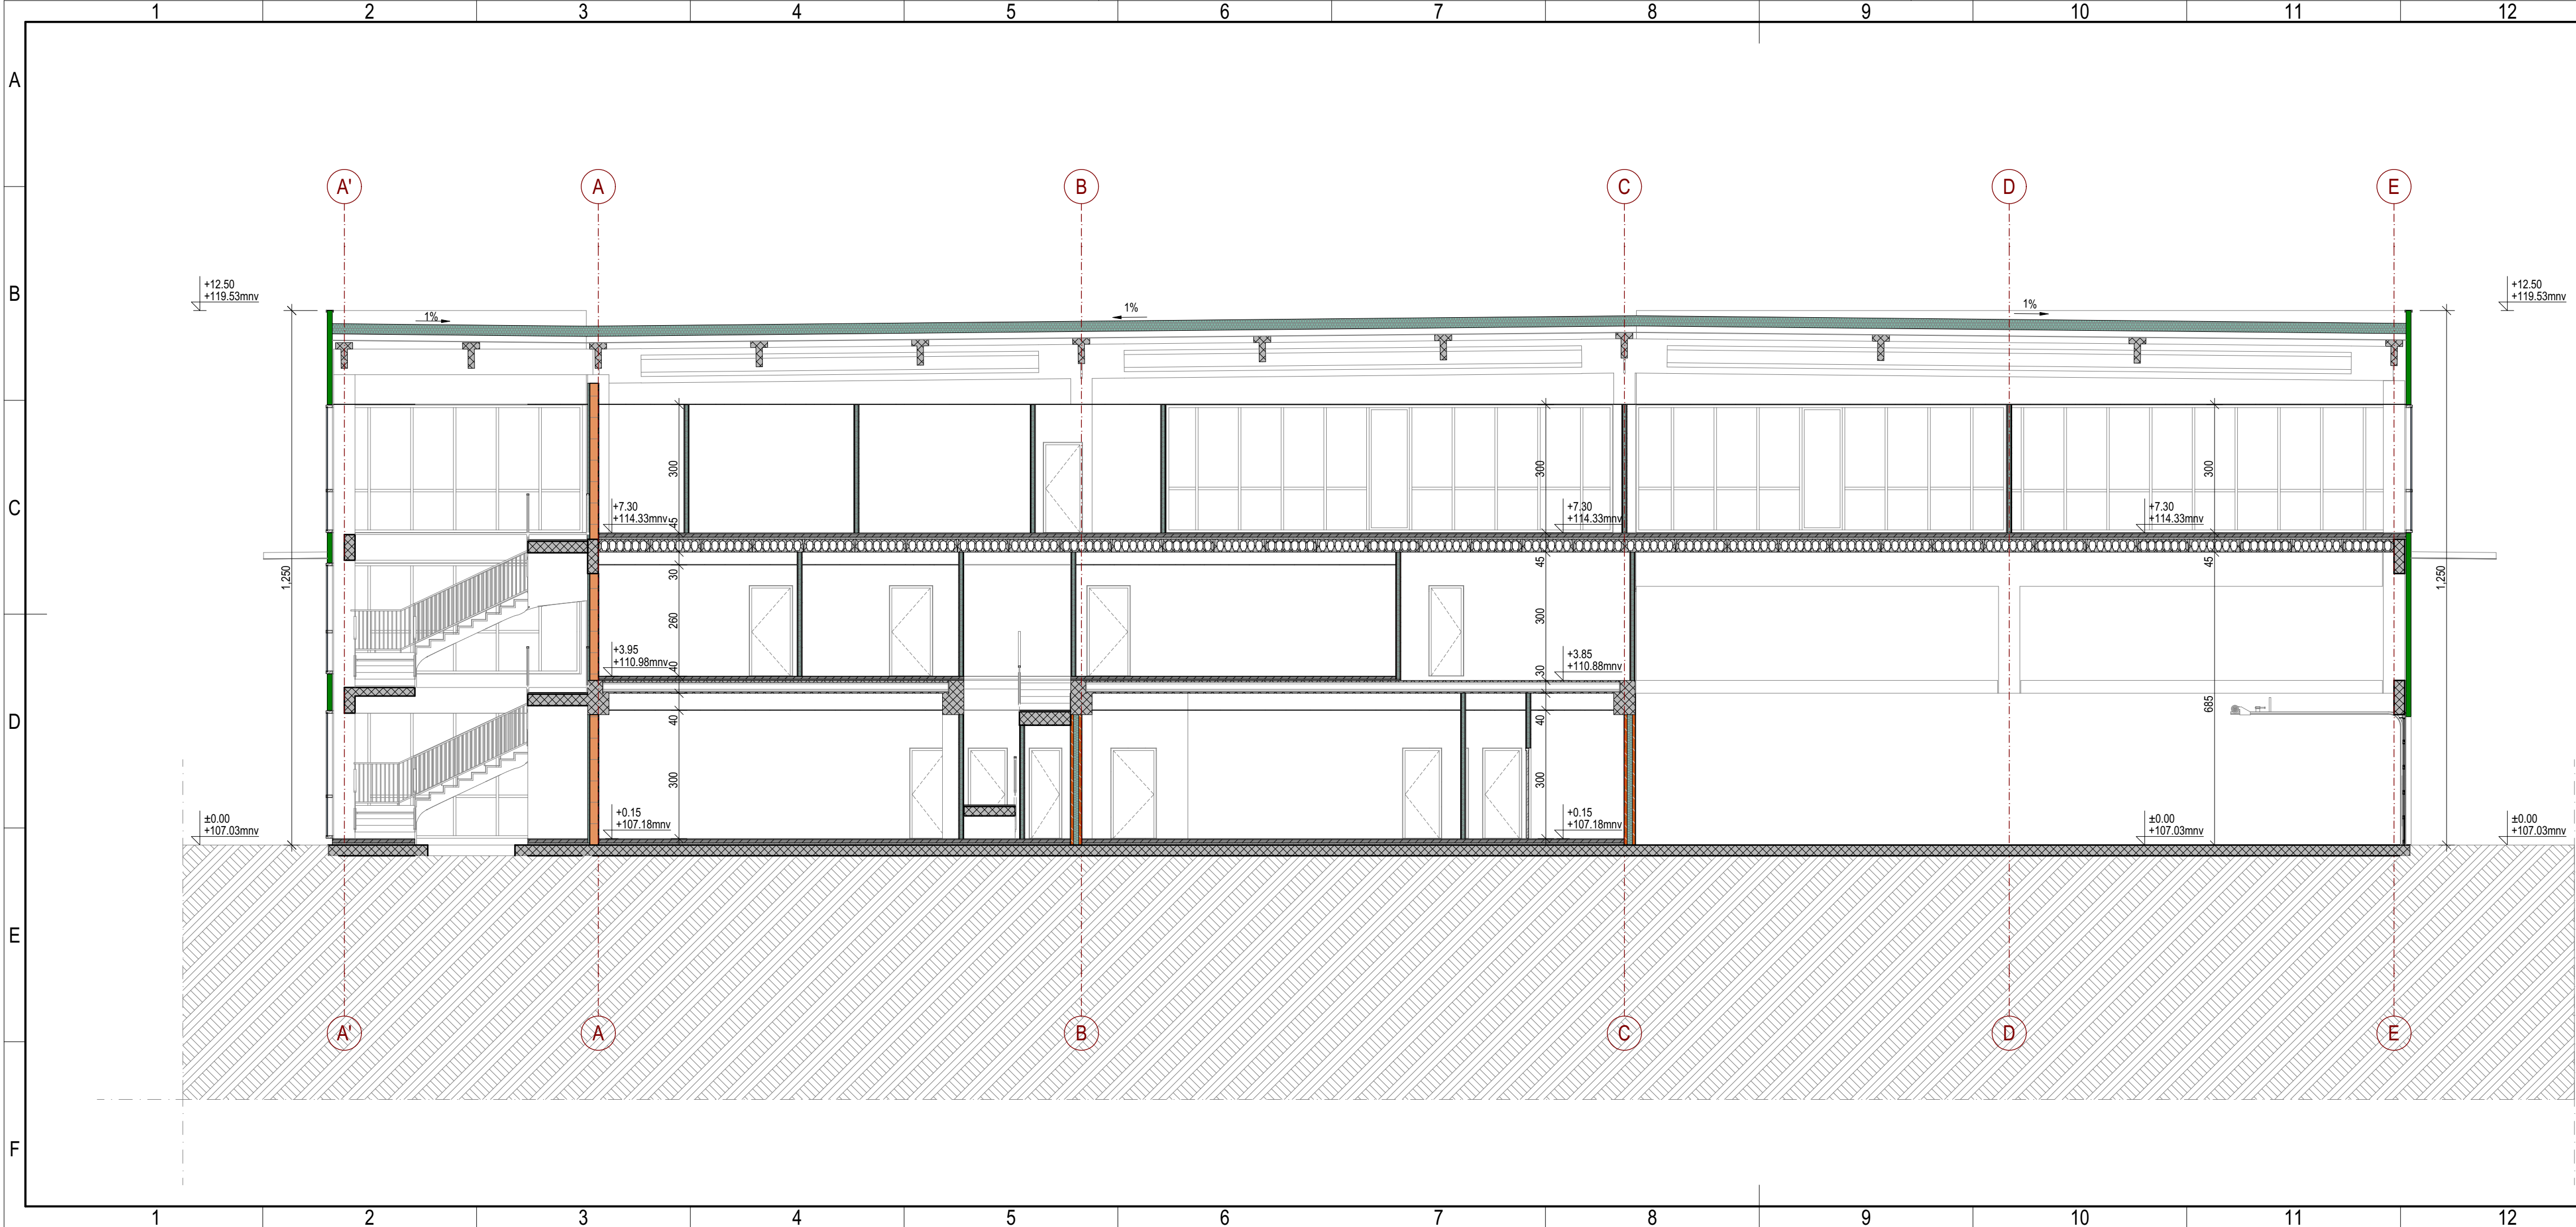 1 2 3 4 5 6 7 8 9 10 11 12
A
A' A B C D E
B
+12.50
+119.53mnv
+12.50
+119.53mnv
1%
1%
1%
C
300
300
300
+7.30
+114.33mnv
45
+7.30
+114.33mnv
+7.30
+114.33mnv
1,250
30
45
45
1,250
260
300
+3.95
+110.98mnv
40
+3.85
+110.88mnv
30
D
40
40
685
300
300
±0.00
+107.03mnv
+0.15
+107.18mnv
+0.15
+107.18mnv
±0.00
+107.03mnv
±0.00
+107.03mnv
E
A' A B C D E
F
1 2 3 4 5 6 7 8 9 10 11 12